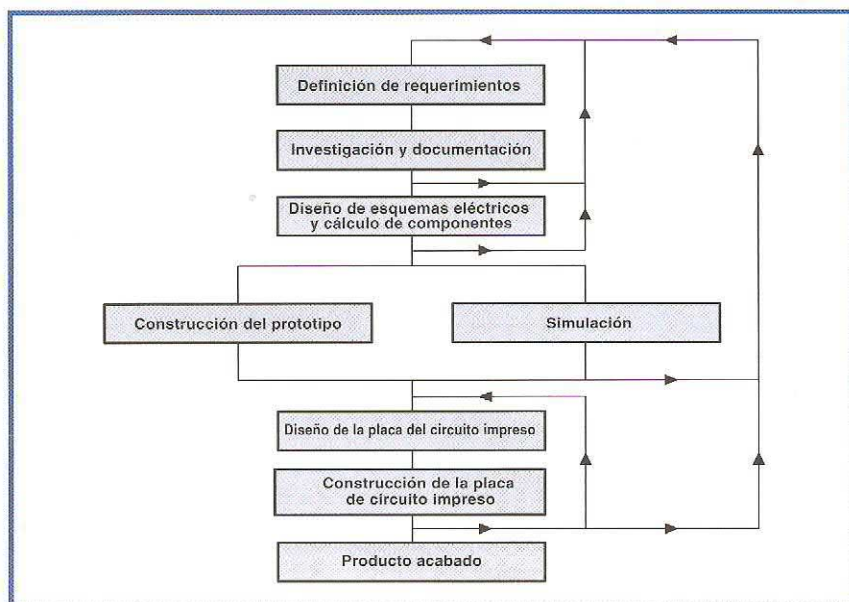 Definición de requerimientos
Investigación y documentación
Diseño de esquemas eléctricos
y cálculo de componentes
Construcción del prototipo
Simulación
Diseño de la placa del circuito impreso
Construcción de la placa
de circuito impreso
Producto acabado